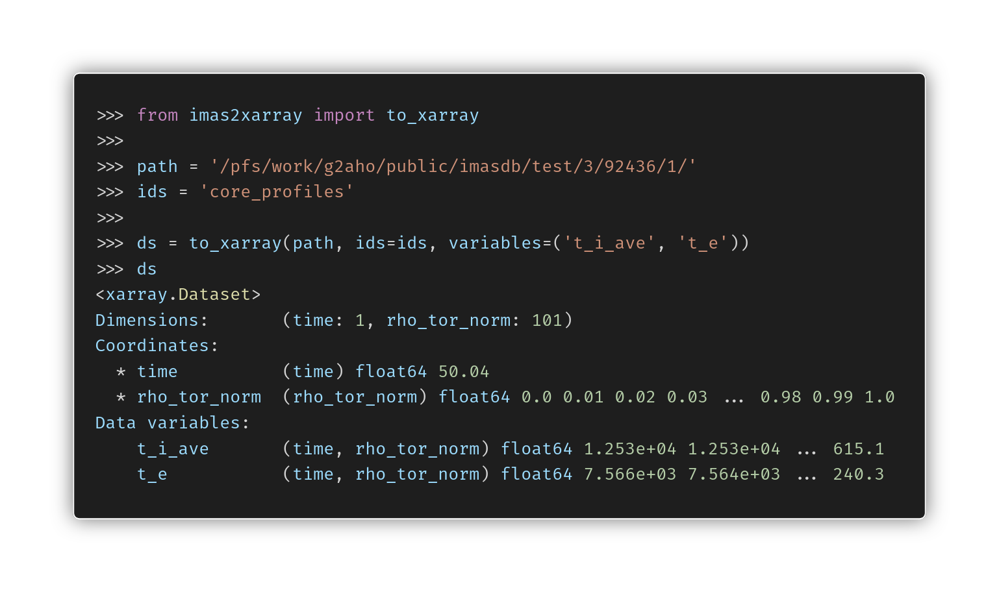 >>> from imas2xarray import to_xarray
>>>
>>> path = '/pfs/work/g2aho/public/imasdb/test/3/92436/1/'
>>> ids = 'core_profiles'
>>>
>>> ds = to_xarray(path, ids=ids, variables=('t_i_ave', 't_e'))
>>> ds
<xarray.Dataset>
Dimensions:       (time: 1, rho_tor_norm: 101)
Coordinates:
  * time          (time) float64 50.04
  * rho_tor_norm  (rho_tor_norm) float64 0.0 0.01 0.02 0.03 ... 0.98 0.99 1.0
Data variables:
    t_i_ave       (time, rho_tor_norm) float64 1.253e+04 1.253e+04 ... 615.1
    t_e           (time, rho_tor_norm) float64 7.566e+03 7.564e+03 ... 240.3